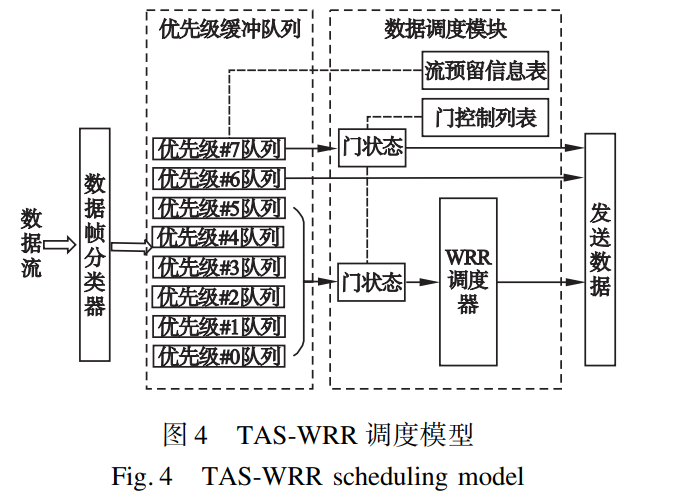 优先级缓冲队列
数据调度模块
流预留信息表
门控制列表
优先级#7队列
门状态
优先级#6队列
优先级#5队列
优先级#4队列
优先级#3队列
优先级#2队列
优先级#1队列
优先级#0队列
数据流
数据帧分类器
门状态
WRR
调度
器
发送数据
图 4 TAS-WRR 调度模型
Fig. 4 TAS-WRR scheduling model